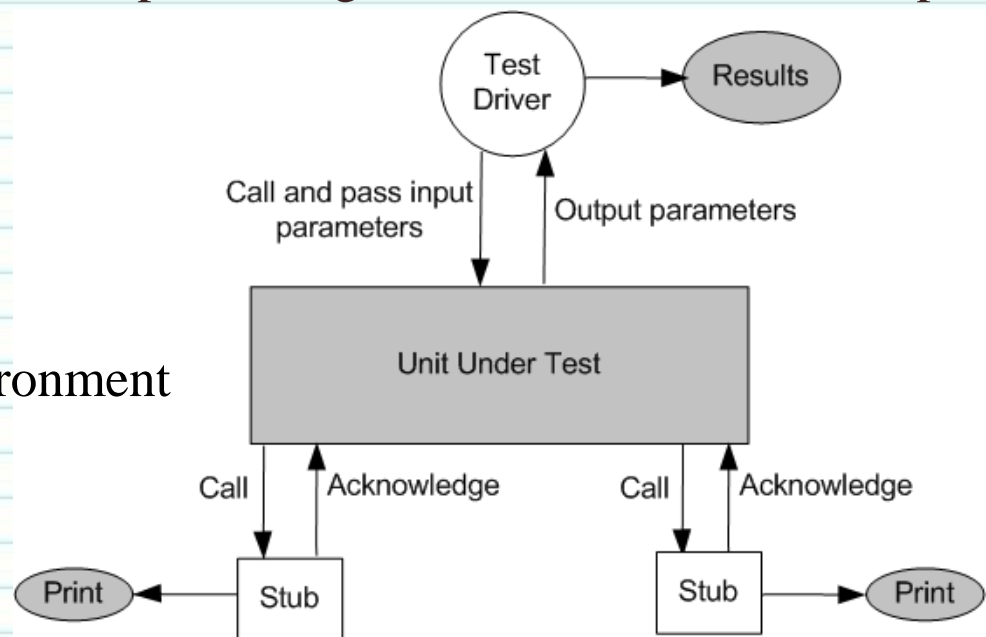 Test
Driver
Results
Call and pass input
parameters
Output parameters
Unit Under Test
ronment
Call
Acknowledge
Call
Acknowledge
Print
Stub
Stub
Print